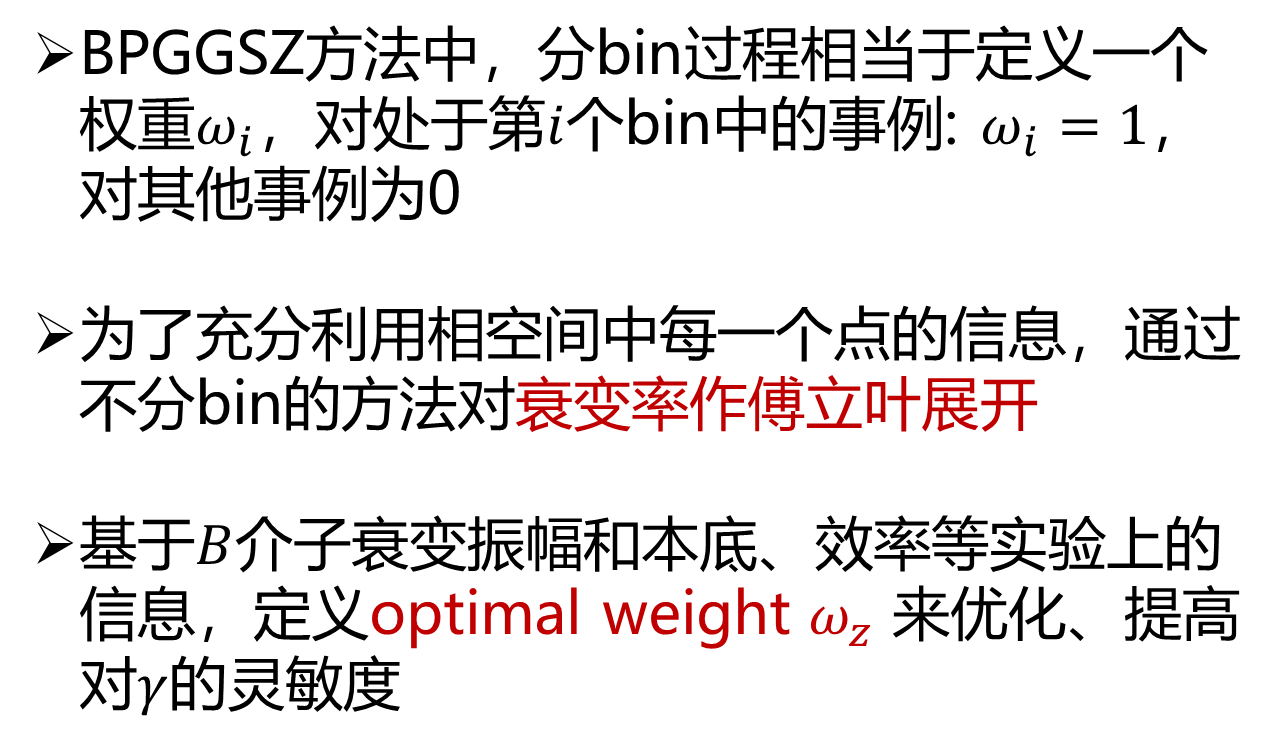 ➢BPGGSZ方法中，分bin过程相当于定义一个
权重ω_i，对处于第i个bin中的事例: ω_i = 1，
对其他事例为0
➢为了充分利用相空间中每一个点的信息，通过
不分bin的方法对衰变率作傅立叶展开
➢基于B介子衰变振幅和本底、效率等实验上的
信息，定义optimal weight ω_z 来优化、提高
对γ的灵敏度